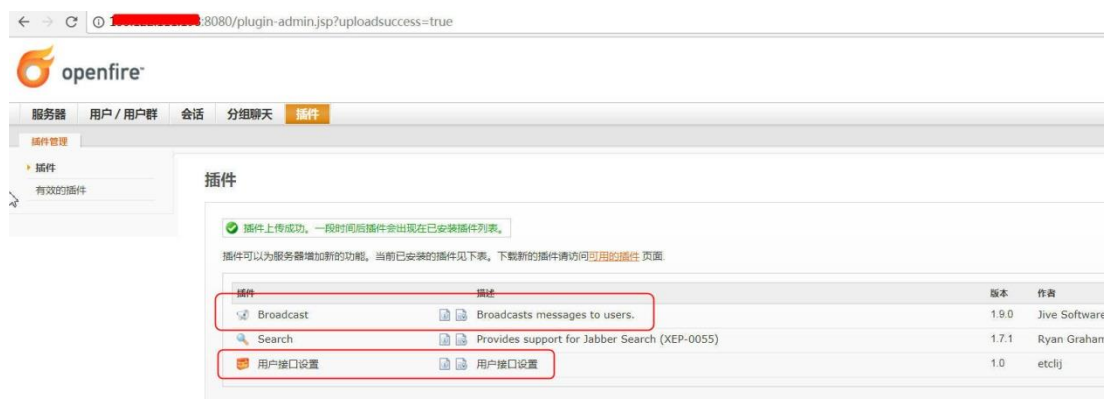 :8080/plugin-admin.jsp?uploadsuccess=true
openfire
服务器 用户 / 用户群 会话 分组聊天 插件
插件管理
插件
有效的插件
插件
插件上传成功。一段时间后插件会出现在已安装插件列表。
插件可以为服务器增加新的功能。当前已安装的插件见下表。下载新的插件请访问可用的插件 页面.
插件 描述 版本 作者
Broadcast Broadcasts messages to users. 1.9.0 Jive Software
Search Provides support for Jabber Search (XEP-0055) 1.7.1 Ryan Graham
用户接口设置 用户接口设置 1.0 etclij